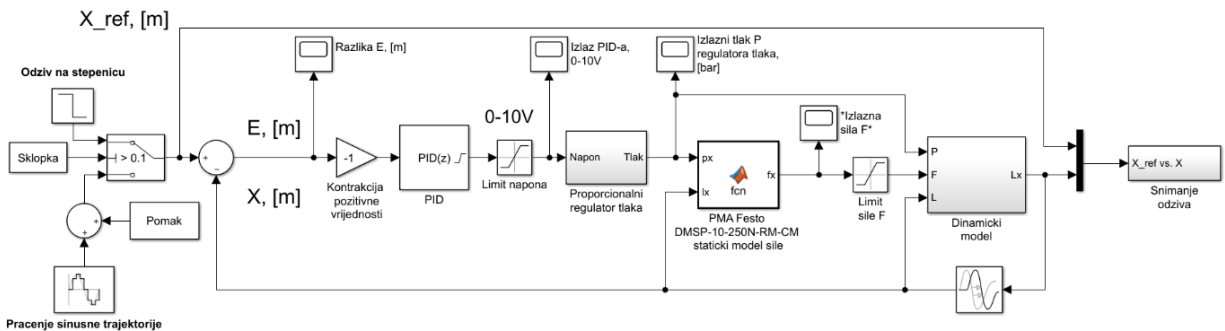 X_ref, [m]
Odziv na stepenicu
Sklopka
> 0.1
Pomak
Pracenje sinusne trajektorije
+
-
+
+
E, [m]
X, [m]
Razlika E, [m]
-1
Kontrakcija
pozitivne
vrijednosti
PID(z)
PID
0-10V
Limit napona
Izlaz PID-a,
0-10V
Napon
Tlak
Proporcionalni
regulator tlaka
Izlazni tlak P
regulatora tlaka,
[bar]
px
lx
fcn
fx
PMA Festo
DMSP-10-250N-RM-CM
staticki model sile
*Izlazna
sila F*
Limit
sile F
P
F
L
Lx
Dinamicki
model
X_ref vs. X
Snimanje
odziva